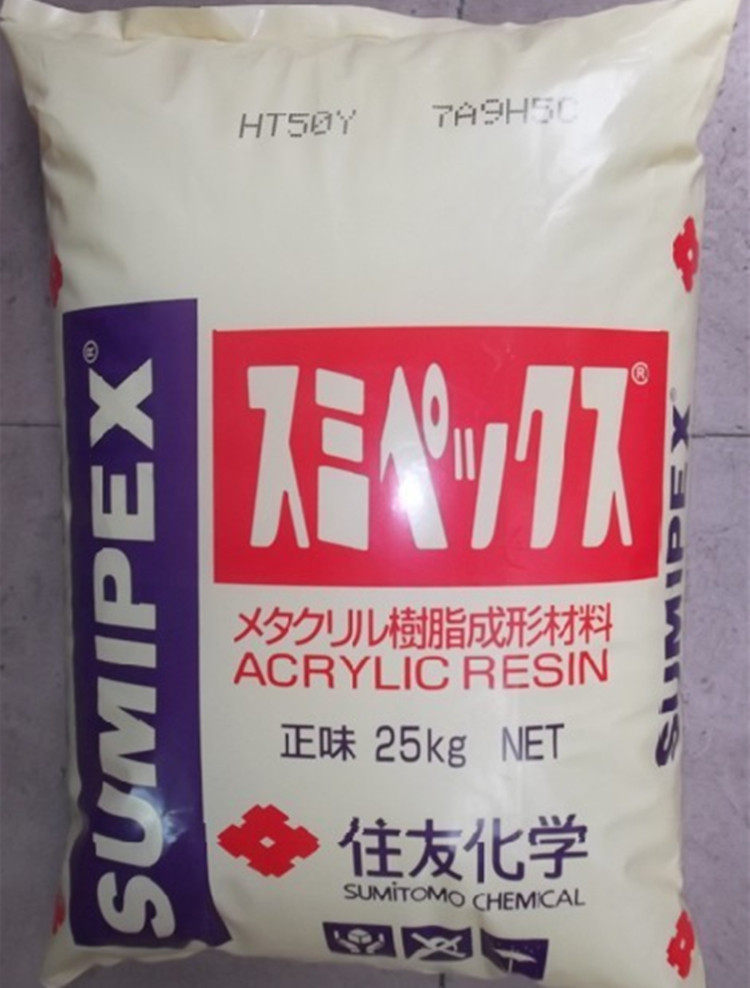 HT50Y 7A9H5C
SUMIPEX®
スミペックス®
メタクリル樹脂成形材料
ACRYLIC RESIN
正味 25kg NET
住友化学
SUMITOMO CHEMICAL
SUMIPEX®